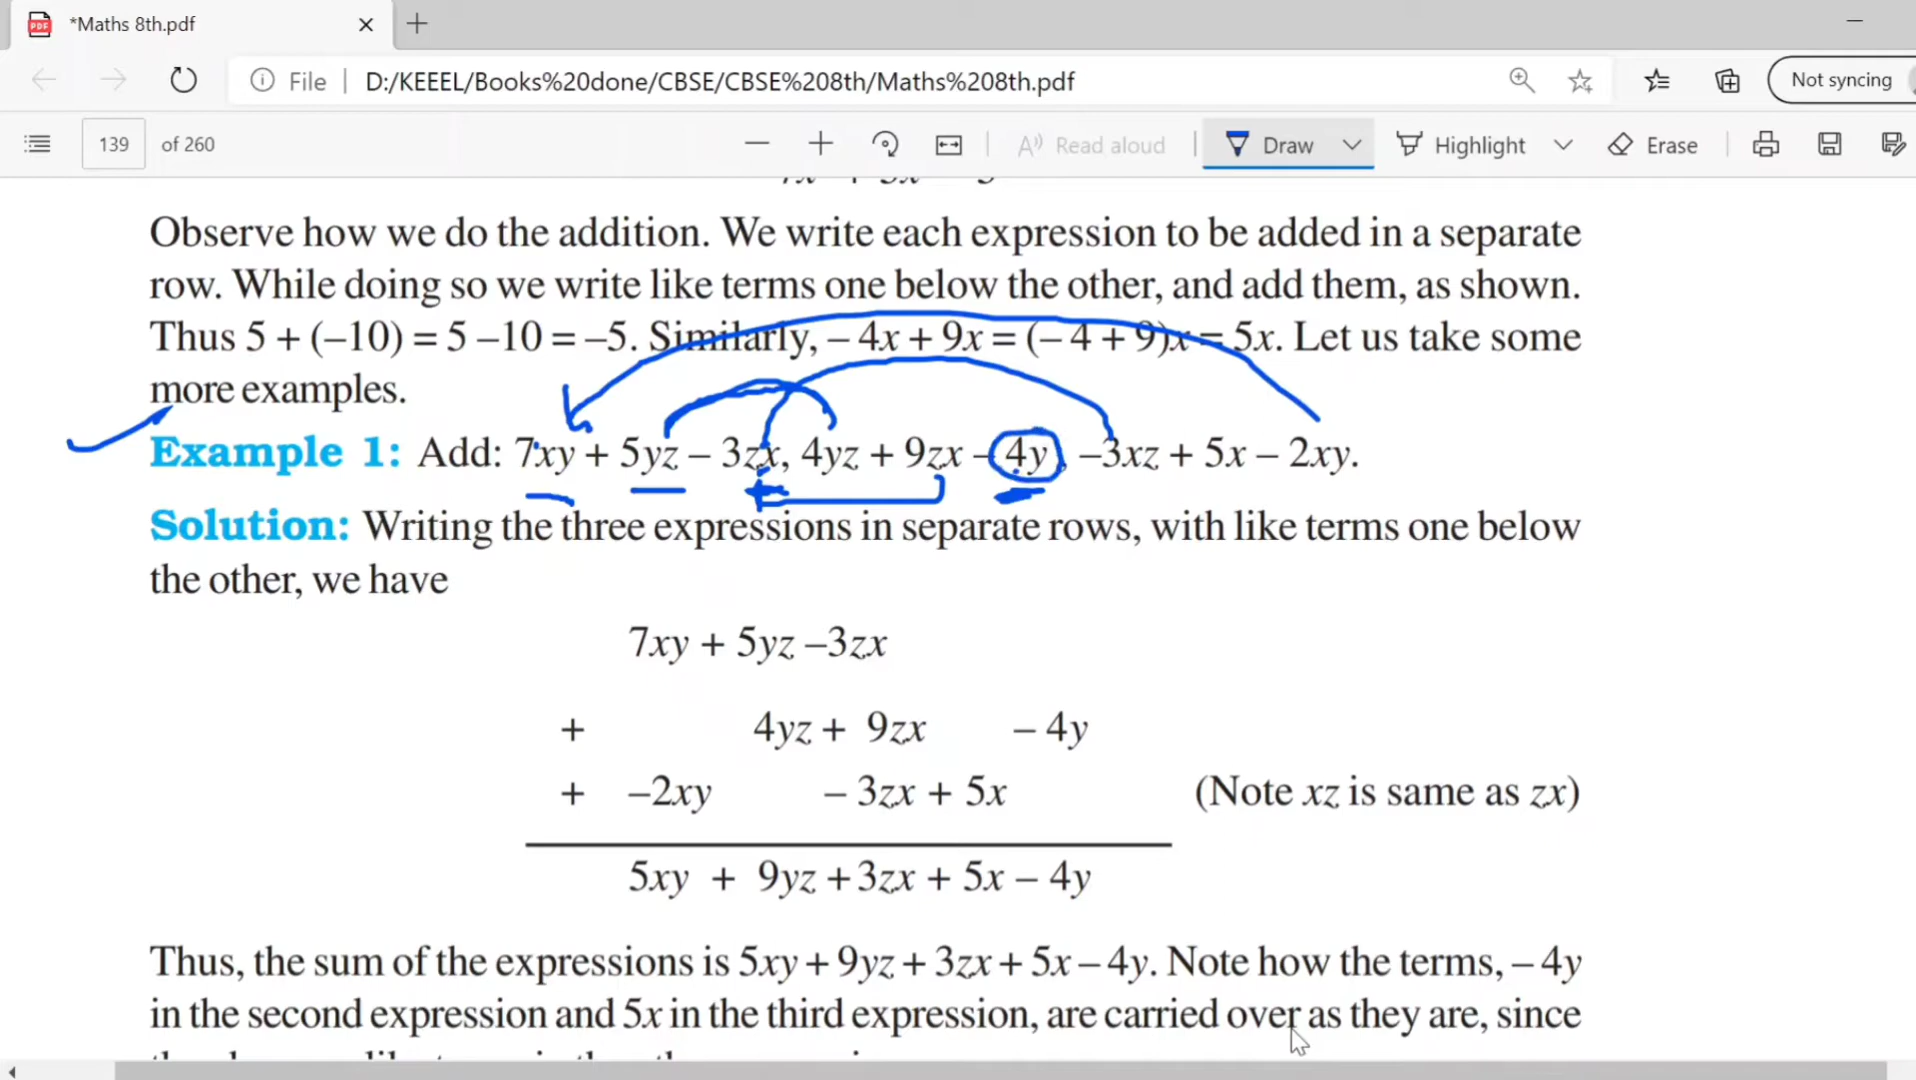 *Maths 8th.pdf
File | D:/KEEEL/Books%20done/CBSE/CBSE%208th/Maths%208th.pdf
Not syncing
139 of 260
Read aloud
Draw
Highlight
Erase
Observe how we do the addition. We write each expression to be added in a separate
row. While doing so we write like terms one below the other, and add them, as shown.
Thus 5 + (–10) = 5 –10 = –5. Similarly, – 4x + 9x = (– 4 + 9)x = 5x. Let us take some
more examples.
Example 1: Add: 7xy + 5yz – 3zx, 4yz + 9zx – 4y, –3xz + 5x – 2xy.
Solution: Writing the three expressions in separate rows, with like terms one below
the other, we have
7xy + 5yz –3zx
+ 4yz + 9zx – 4y
+ –2xy – 3zx + 5x (Note xz is same as zx)
5xy + 9yz +3zx + 5x – 4y
Thus, the sum of the expressions is 5xy + 9yz + 3zx + 5x – 4y. Note how the terms, – 4y
in the second expression and 5x in the third expression, are carried over as they are, since